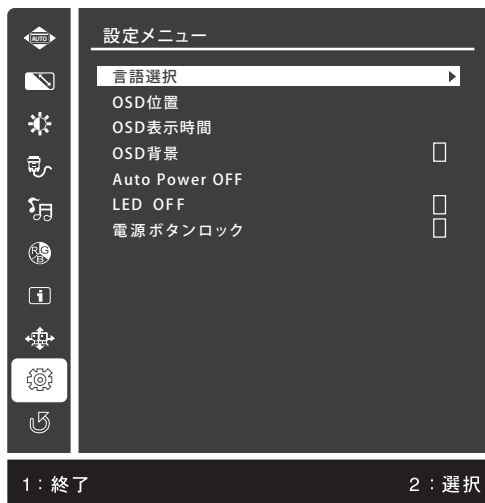 AUTO
設定メニュー
言語選択
OSD位置
OSD表示時間
OSD背景
Auto Power OFF
LED OFF
電源ボタンロック
RGB
i
1：終了
2：選択